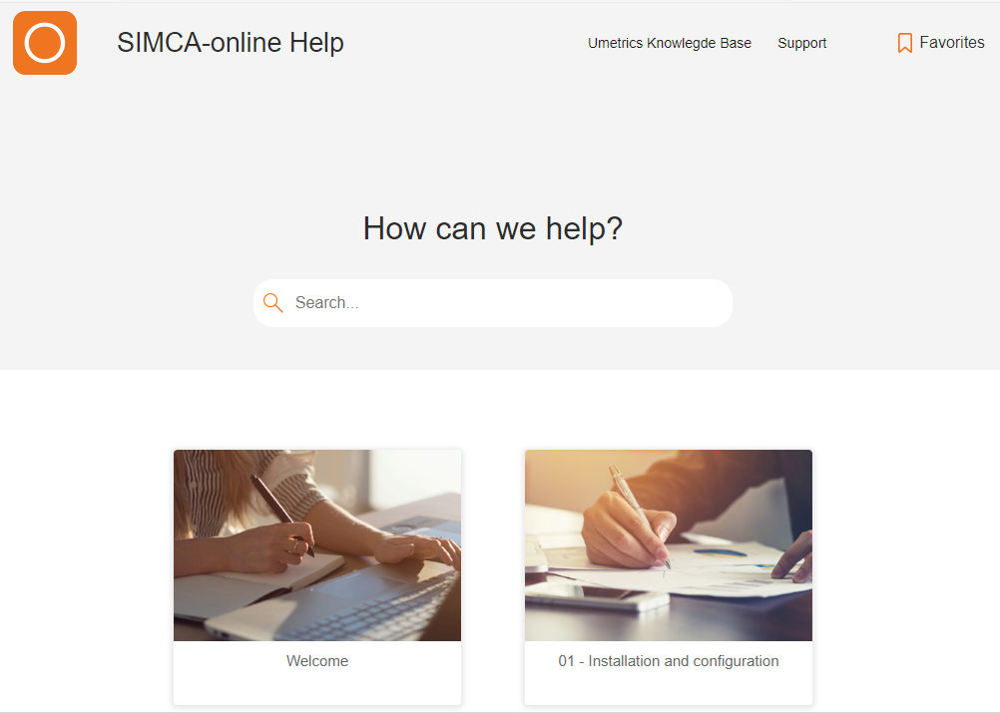 SIMCA-online Help
Umetrics Knowlegde Base
Support
Favorites
How can we help?
Search...
Welcome
01 - Installation and configuration